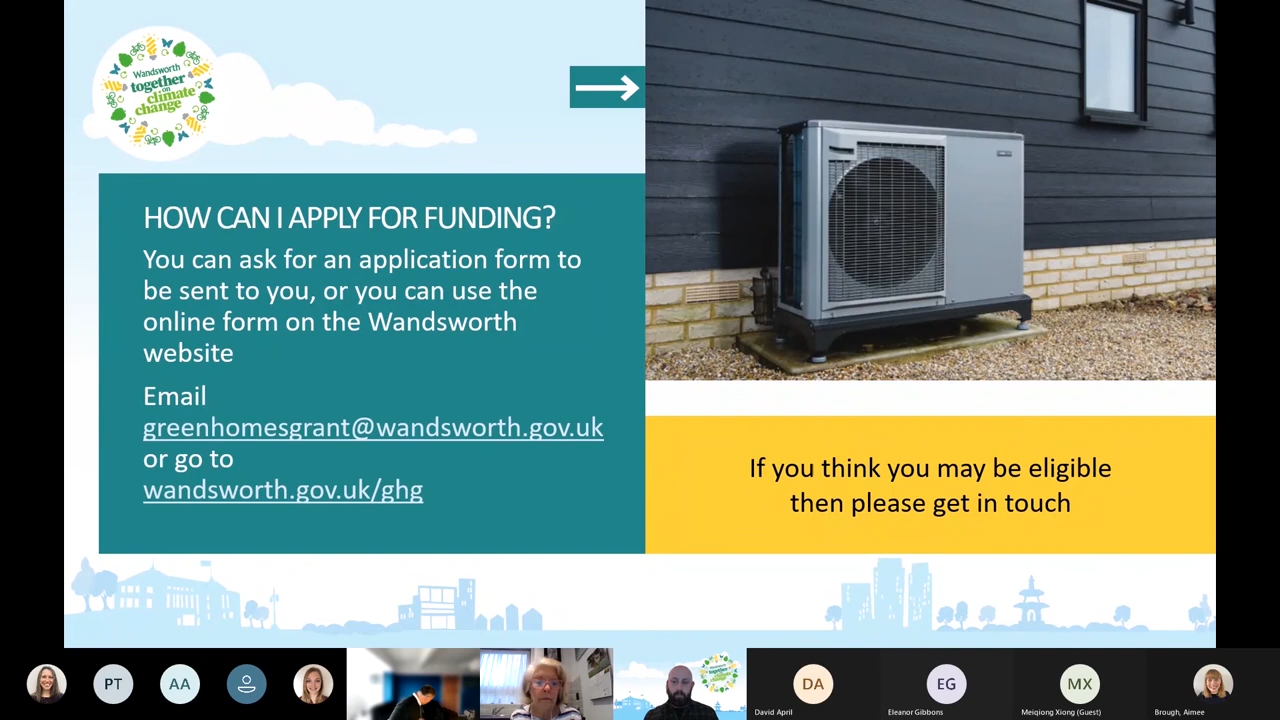 Wandsworth
together
on
climate
change
HOW CAN I APPLY FOR FUNDING?
You can ask for an application form to
be sent to you, or you can use the
online form on the Wandsworth
website
Email
greenhomesgrant@wandsworth.gov.uk
or go to
wandsworth.gov.uk/ghg
If you think you may be eligible
then please get in touch
PT
AA
DA
EG
MX
David April
Eleanor Gibbons
Meiqiong Xiong (Guest)
Brough, Aimee